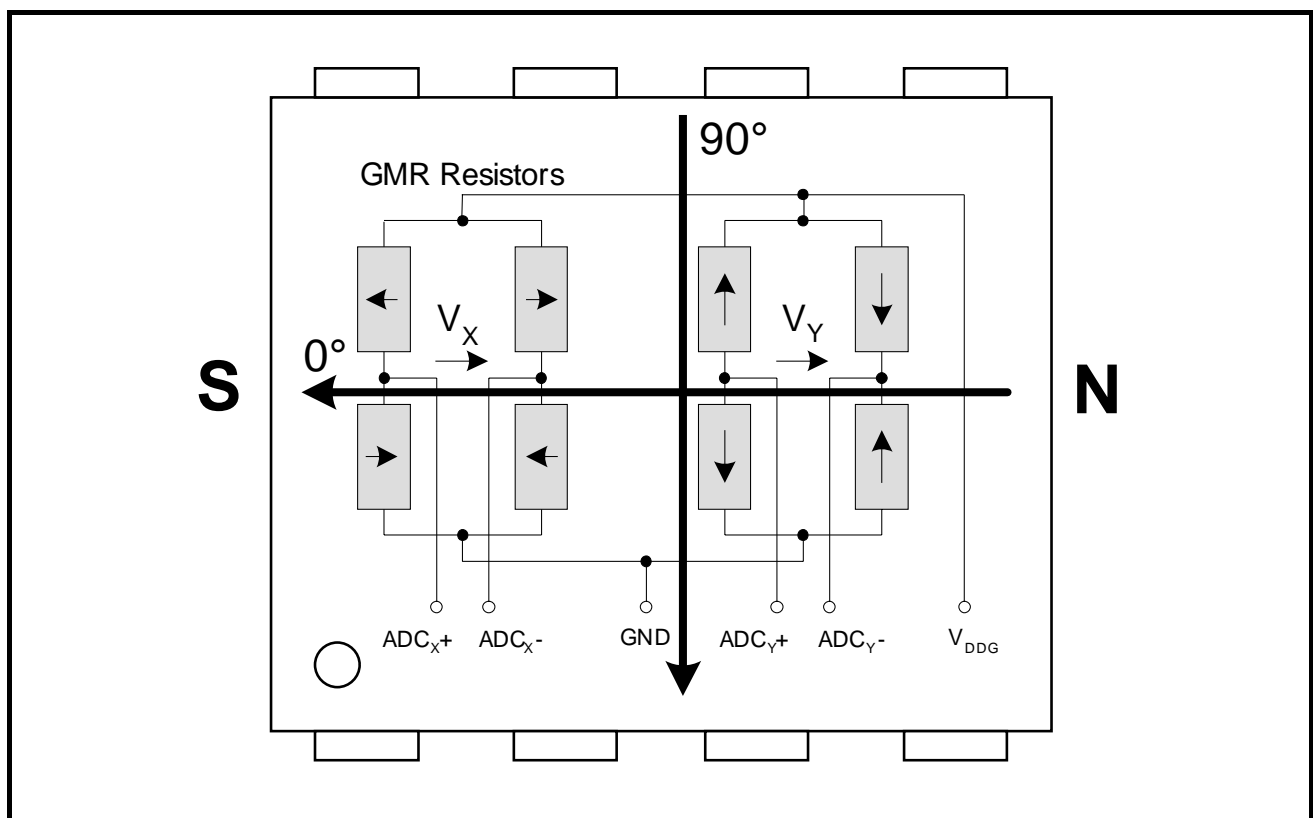 90°
GMR Resistors
V_X
V_Y
0°
S
N
ADC_X+ ADC_X- GND ADC_Y+ ADC_Y- V_DDG